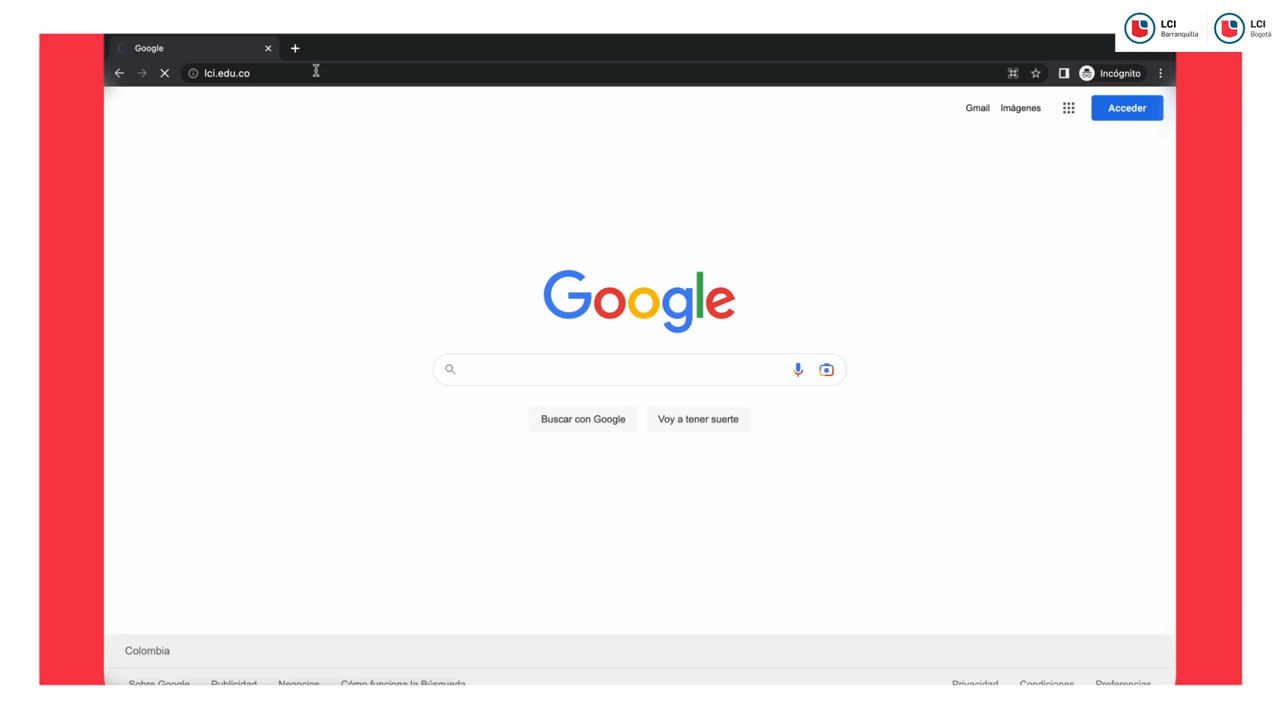 LCI
Barranquilla
LCI
Bogotá
Google
lci.edu.co
Incógnito
Gmail Imágenes
Acceder
Google
Buscar con Google Voy a tener suerte
Colombia
Sobre Google Publicidad Negocios Cómo funciona la Búsqueda Privacidad Condiciones Preferencias